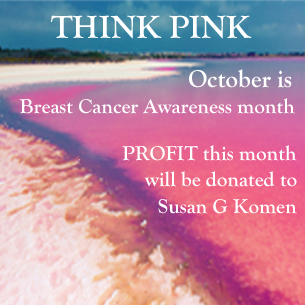 THINK PINK
October is
Breast Cancer Awareness month
PROFIT this month
will be donated to
Susan G Komen